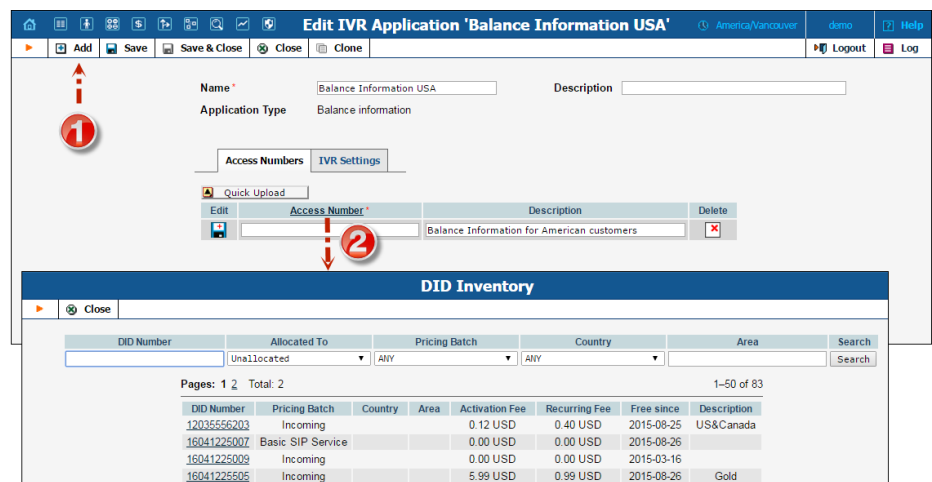 Edit IVR Application 'Balance Information USA' America/Vancouver demo ? Help
Add Save Save & Close Close Clone Logout Log
Name * Balance Information USA Description
Application Type Balance information
1
Access Numbers IVR Settings
Quick Upload
Edit Access Number * Description Delete
Balance Information for American customers
2
DID Inventory
Close
DID Number Allocated To Pricing Batch Country Area Search
Unallocated ANY ANY Search
Pages: 1 2 Total: 2 1–50 of 83
DID Number Pricing Batch Country Area Activation Fee Recurring Fee Free since Description
12035556203 Incoming 0.12 USD 0.40 USD 2015-08-25 US&Canada
16041225007 Basic SIP Service 0.00 USD 0.00 USD 2015-08-26
16041225009 Incoming 0.00 USD 0.00 USD 2015-03-16
16041225505 Incoming 5.99 USD 0.99 USD 2015-08-26 Gold